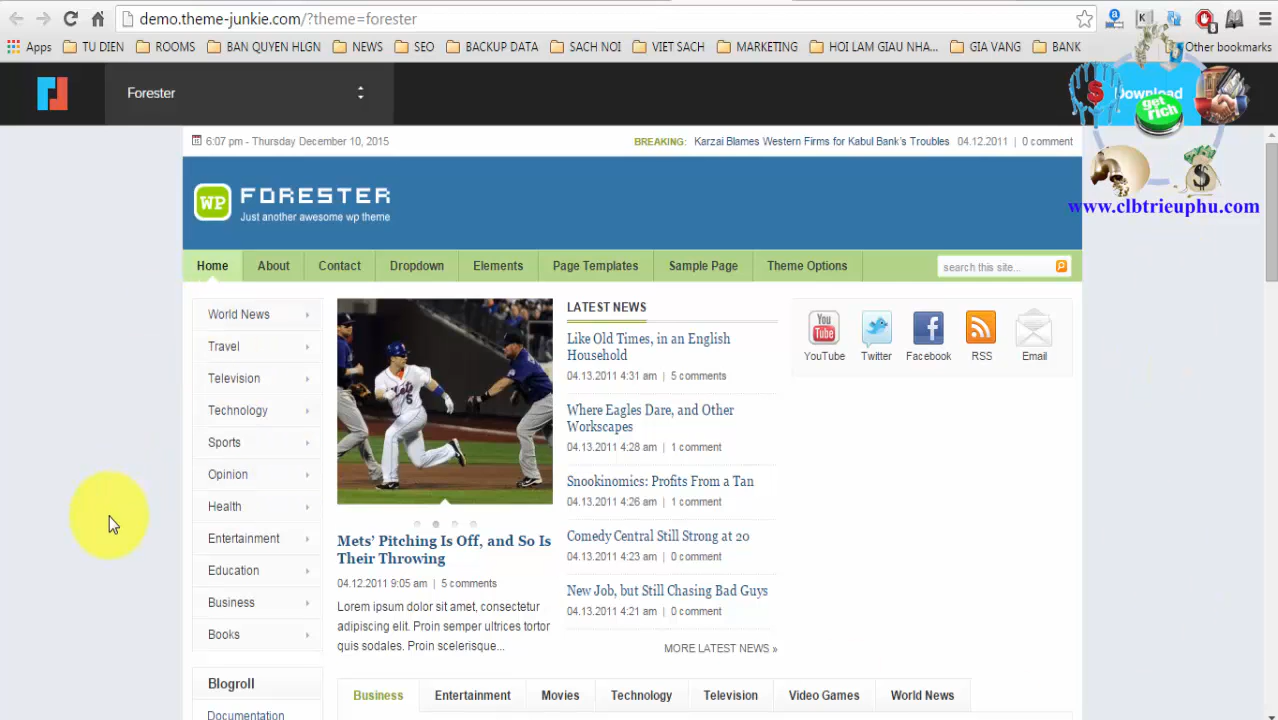 demo.theme-junkie.com/?theme=forester
Apps TU DIEN ROOMS BAN QUYEN HLGN NEWS SEO BACKUP DATA SACH NOI VIET SACH MARKETING HOI LAM GIAU NHA... GIA VANG BANK Other bookmarks
Forester
Download
get rich
www.clbtrieuphu.com
6:07 pm - Thursday December 10, 2015
BREAKING: Karzai Blames Western Firms for Kabul Bank's Troubles 04.12.2011 | 0 comment
WP FORESTER
Just another awesome wp theme
Home About Contact Dropdown Elements Page Templates Sample Page Theme Options search this site...
World News
Travel
Television
Technology
Sports
Opinion
Health
Entertainment
Education
Business
Books
Blogroll
Documentation
Mets
5
Mets' Pitching Is Off, and So Is
Their Throwing
04.12.2011 9:05 am | 5 comments
Lorem ipsum dolor sit amet, consectetur
adipiscing elit. Proin semper ultrices tortor
quis sodales. Proin scelerisque...
LATEST NEWS
Like Old Times, in an English
Household
04.13.2011 4:31 am | 5 comments
Where Eagles Dare, and Other
Workscapes
04.13.2011 4:28 am | 1 comment
Snookinomics: Profits From a Tan
04.13.2011 4:26 am | 1 comment
Comedy Central Still Strong at 20
04.13.2011 4:23 am | 0 comment
New Job, but Still Chasing Bad Guys
04.13.2011 4:21 am | 0 comment
MORE LATEST NEWS »
You
Tube
YouTube Twitter Facebook RSS Email
Business Entertainment Movies Technology Television Video Games World News